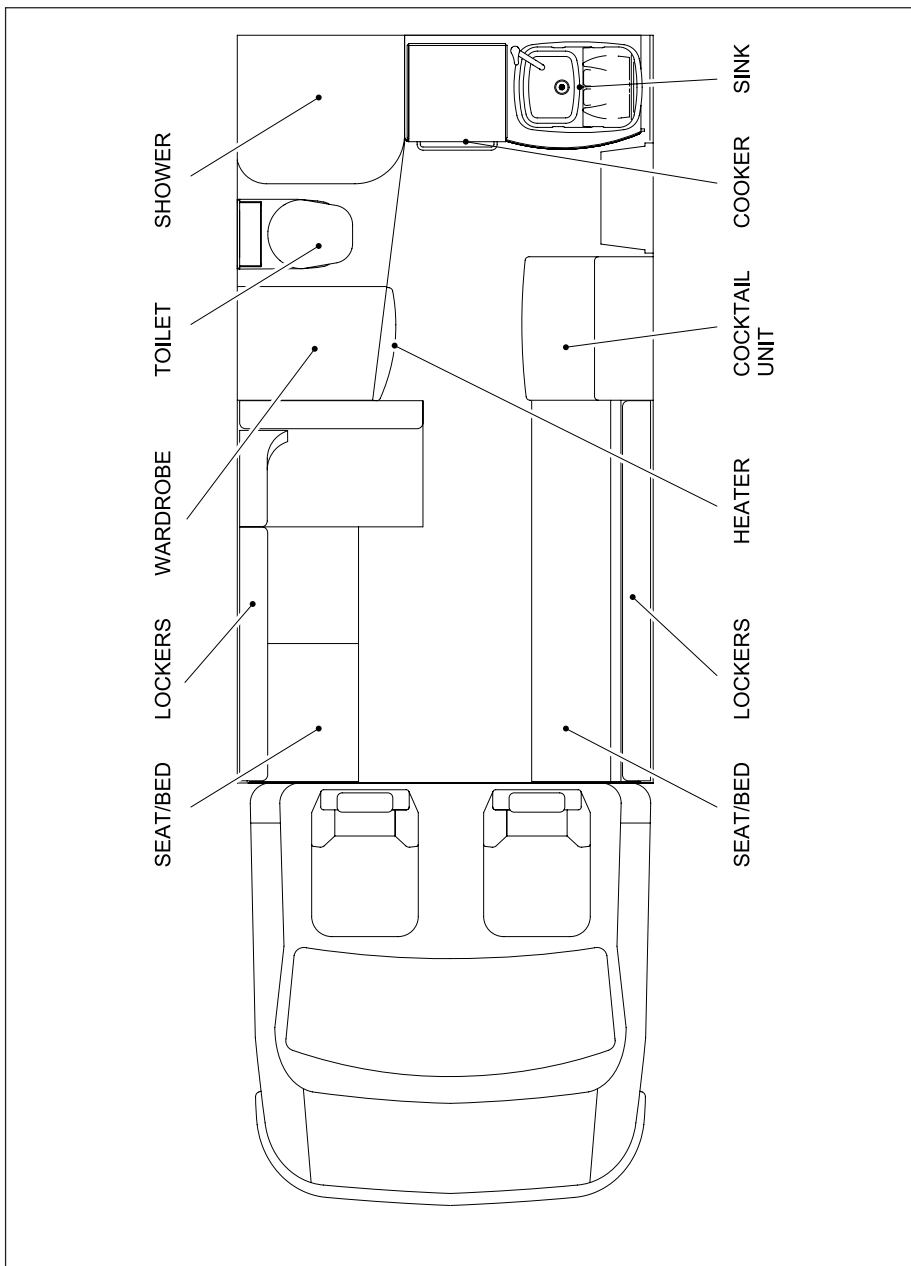 SEAT/BED
LOCKERS
WARDROBE
TOILET
SHOWER
SEAT/BED
LOCKERS
HEATER
COCKTAIL
UNIT
COOKER
SINK